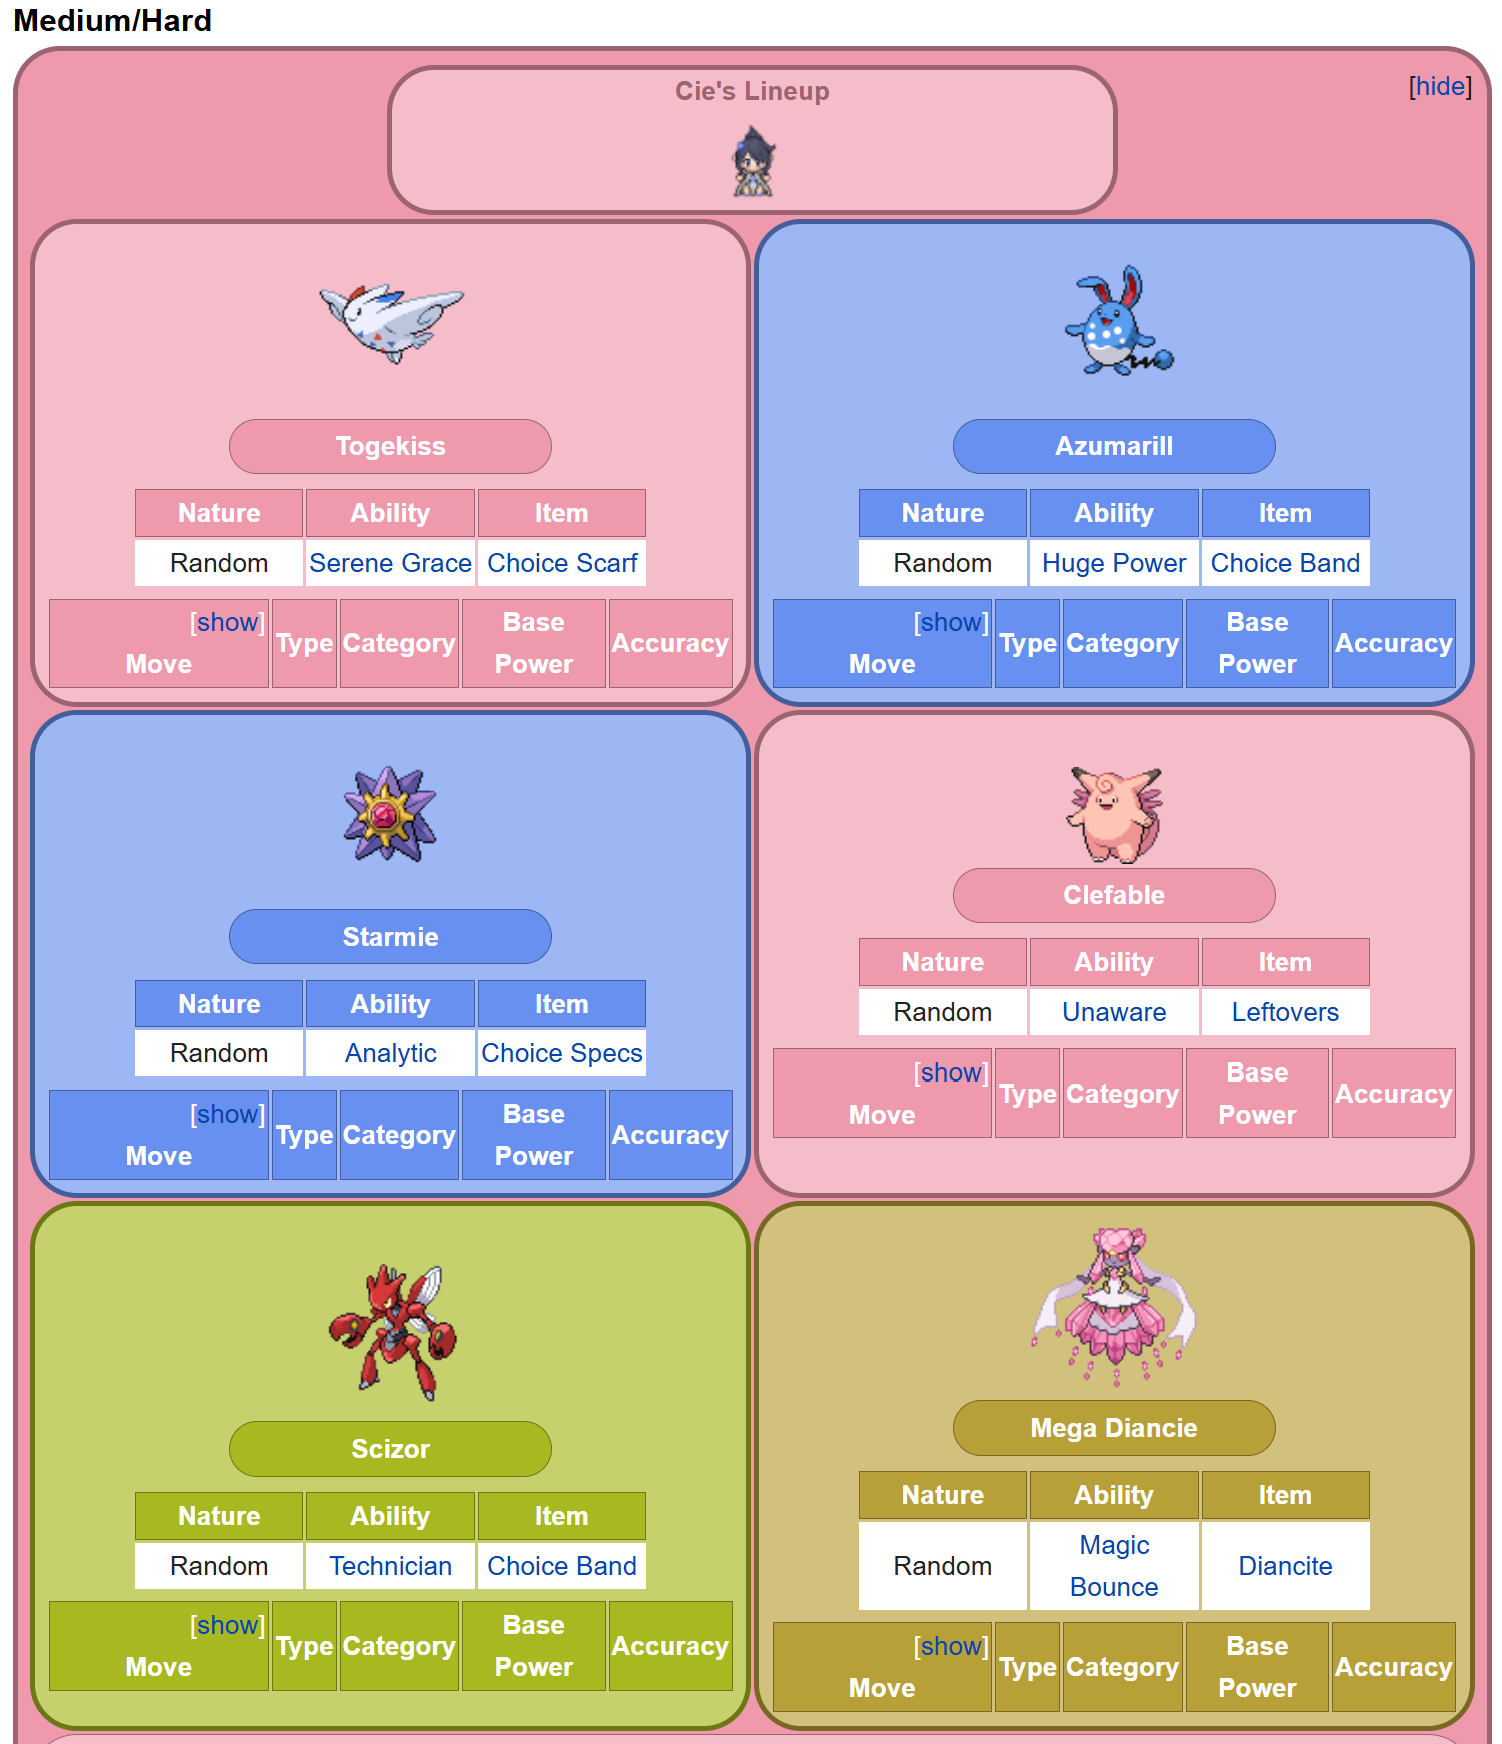 Medium/Hard
Cie's Lineup
[hide]
Togekiss
Nature Ability Item
Random Serene Grace Choice Scarf
[show]
Move Type Category Base Power Accuracy
Azumarill
Nature Ability Item
Random Huge Power Choice Band
[show]
Move Type Category Base Power Accuracy
Starmie
Nature Ability Item
Random Analytic Choice Specs
[show]
Move Type Category Base Power Accuracy
Clefable
Nature Ability Item
Random Unaware Leftovers
[show]
Move Type Category Base Power Accuracy
Scizor
Nature Ability Item
Random Technician Choice Band
[show]
Move Type Category Base Power Accuracy
Mega Diancie
Nature Ability Item
Random Magic Bounce Diancite
[show]
Move Type Category Base Power Accuracy